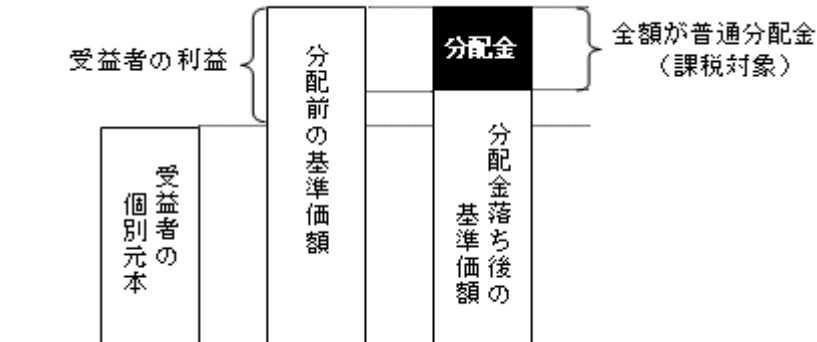 受益者の利益
受益者の
個別元本
分配前の基準価額
分配金
分配金落ち後の
基準価額
全額が普通分配金
（課税対象）